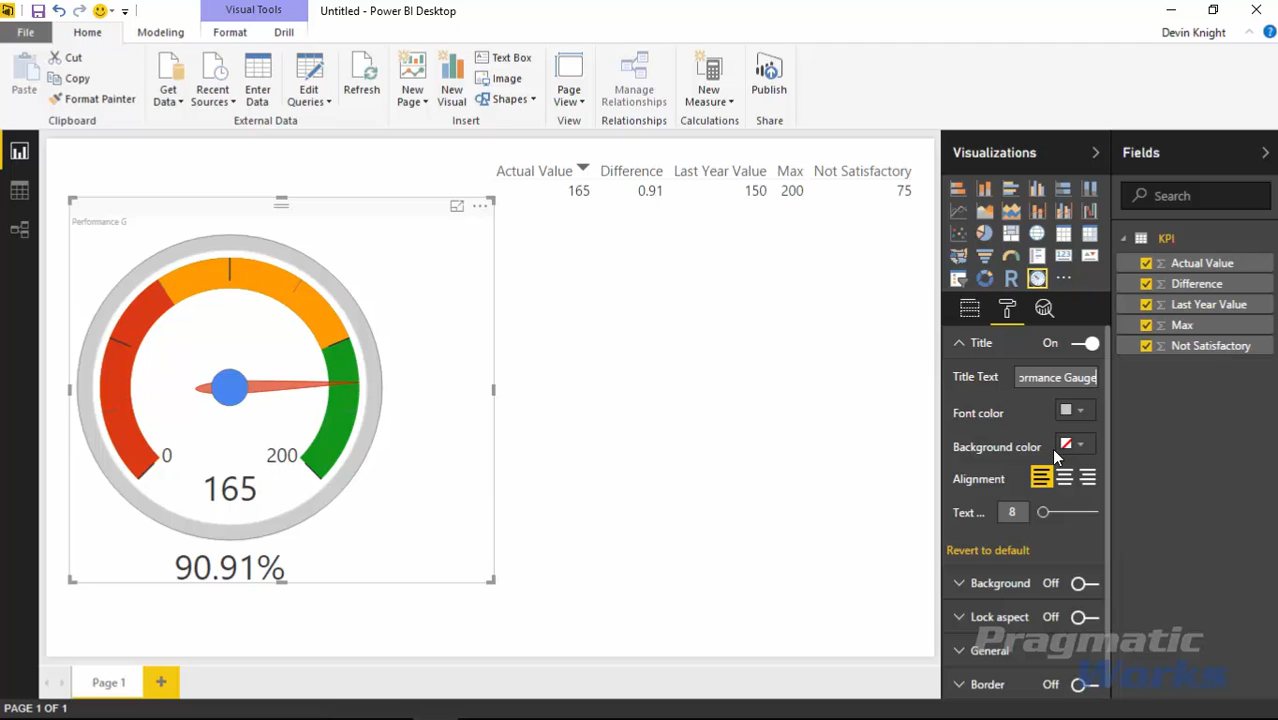 Visual Tools
Untitled - Power BI Desktop
File
Home
Modeling
Format
Drill
Devin Knight
Paste
Cut
Copy
Format Painter
Clipboard
Get Data
Recent Sources
Enter Data
Edit Queries
Refresh
External Data
New Page
New Visual
Text Box
Image
Shapes
Insert
Page View
View
Manage Relationships
Relationships
New Measure
Calculations
Publish
Share
Actual Value Difference Last Year Value Max Not Satisfactory
165 0.91 150 200 75
Performance G
0 200
165
90.91%
Visualizations
R
123
Title On
Title Text ormance Gauge
Font color
Background color
Alignment
Text ... 8
Revert to default
Background Off
Lock aspect Off
General
Border Off
Fields
Search
KPI
Actual Value
Difference
Last Year Value
Max
Not Satisfactory
Pragmatic
Works
Page 1
PAGE 1 OF 1